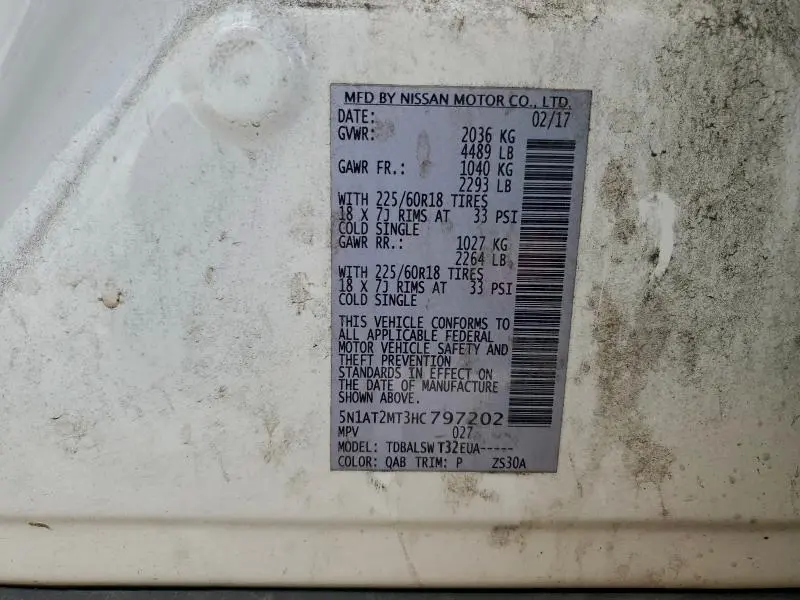 MFD BY NISSAN MOTOR CO., LTD.
DATE: 02/17
GVWR: 2036 KG
4489 LB
GAWR FR.: 1040 KG
2293 LB
WITH 225/60R18 TIRES
18 X 7J RIMS AT 33 PSI
COLD SINGLE
GAWR RR.: 1027 KG
2264 LB
WITH 225/60R18 TIRES
18 X 7J RIMS AT 33 PSI
COLD SINGLE
THIS VEHICLE CONFORMS TO
ALL APPLICABLE FEDERAL
MOTOR VEHICLE SAFETY AND
THEFT PREVENTION
STANDARDS IN EFFECT ON
THE DATE OF MANUFACTURE
SHOWN ABOVE.
5N1AT2MT3HC797202
MPV 027
MODEL: TDBALSWT32EUA-----
COLOR: QAB TRIM: P ZS30A